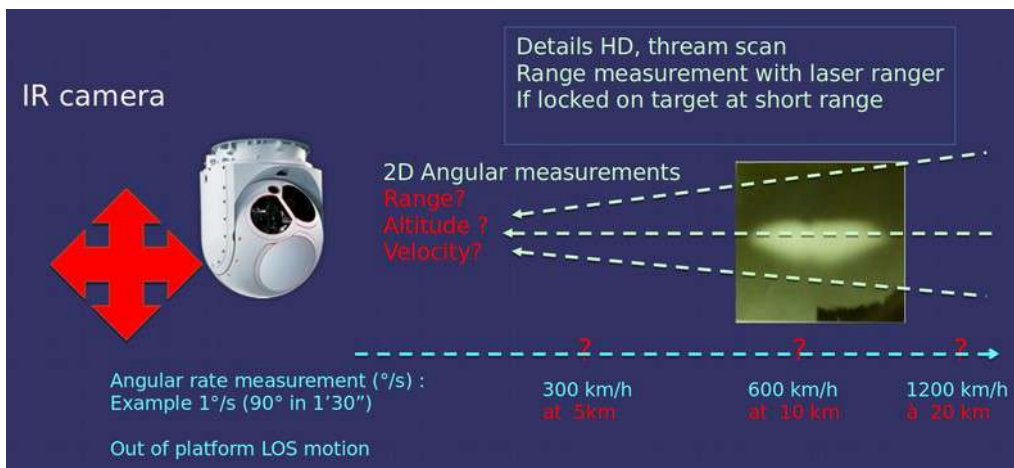 Details HD, thream scan
Range measurement with laser ranger
If locked on target at short range
IR camera
2D Angular measurements
Range?
Altitude ?
Velocity?
? ? ?
Angular rate measurement (°/s) :
Example 1°/s (90° in 1’30”)
300 km/h
at 5km
600 km/h
at 10 km
1200 km/h
à 20 km
Out of platform LOS motion